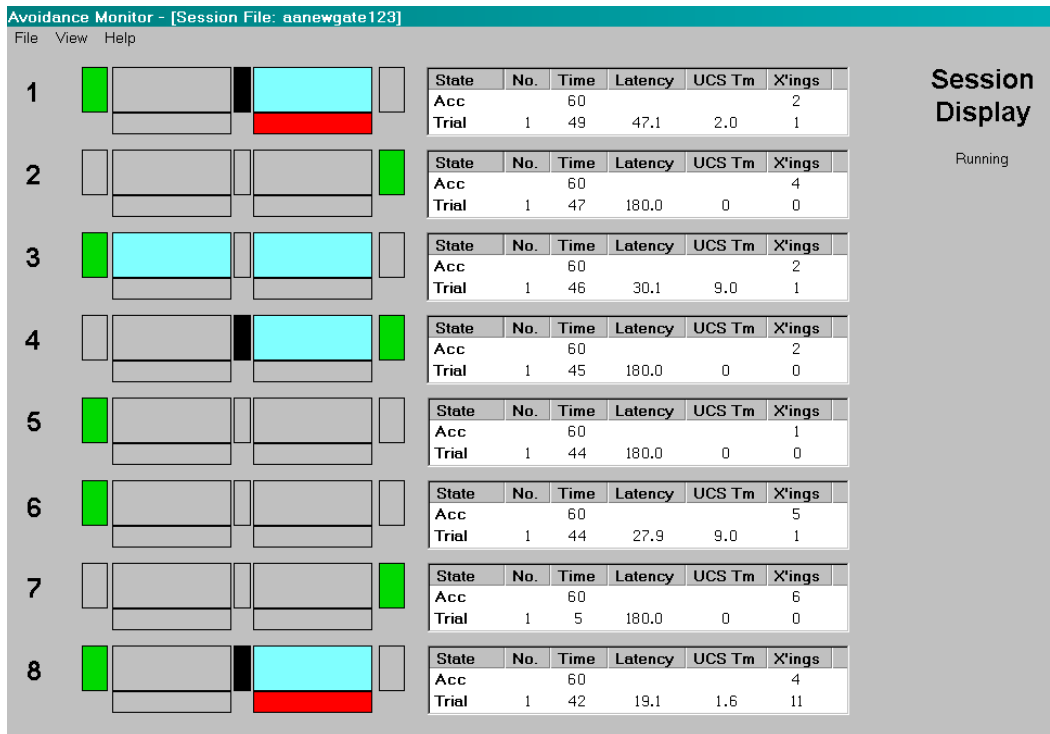 Avoidance Monitor - [Session File: aanewgate123]
File View Help
Session
Display
Running
1
State No. Time Latency UCS Tm X'ings
Acc 60 2
Trial 1 49 47.1 2.0 1
2
State No. Time Latency UCS Tm X'ings
Acc 60 4
Trial 1 47 180.0 0 0
3
State No. Time Latency UCS Tm X'ings
Acc 60 2
Trial 1 46 30.1 9.0 1
4
State No. Time Latency UCS Tm X'ings
Acc 60 2
Trial 1 45 180.0 0 0
5
State No. Time Latency UCS Tm X'ings
Acc 60 1
Trial 1 44 180.0 0 0
6
State No. Time Latency UCS Tm X'ings
Acc 60 5
Trial 1 44 27.9 9.0 1
7
State No. Time Latency UCS Tm X'ings
Acc 60 6
Trial 1 5 180.0 0 0
8
State No. Time Latency UCS Tm X'ings
Acc 60 4
Trial 1 42 19.1 1.6 11